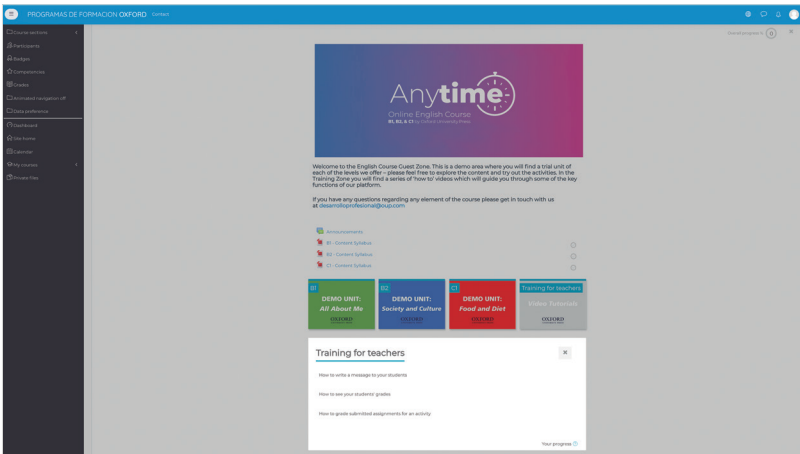 PROGRAMAS DE FORMACIÓN OXFORD Contact
Course sections
Participants
Badges
Competencies
Grades
Animated navigation off
Data preference
Dashboard
Site home
Calendar
My courses
Private files
Anytime
Online English Course
B1, B2, & C1 by Oxford University Press
Welcome to the English Course Guest Zone. This is a demo area where you will find a trial unit of
each of the levels we offer – please feel free to explore the content and try out the activities. In the
Training Zone you will find a series of 'how to' videos which will guide you through some of the key
functions of our platform.
If you have any questions regarding any element of the course please get in touch with us
at desarrolloprofesional@oup.com
Announcements
B1 - Content Syllabus
B2 - Content Syllabus
C1 - Content Syllabus
B1
DEMO UNIT:
All About Me
OXFORD
B2
DEMO UNIT:
Society and Culture
OXFORD
C1
DEMO UNIT:
Food and Diet
OXFORD
Training for teachers
Video Tutorials
OXFORD
Training for teachers
How to write a message to your students
How to see your students' grades
How to grade submitted assignments for an activity
Your progress